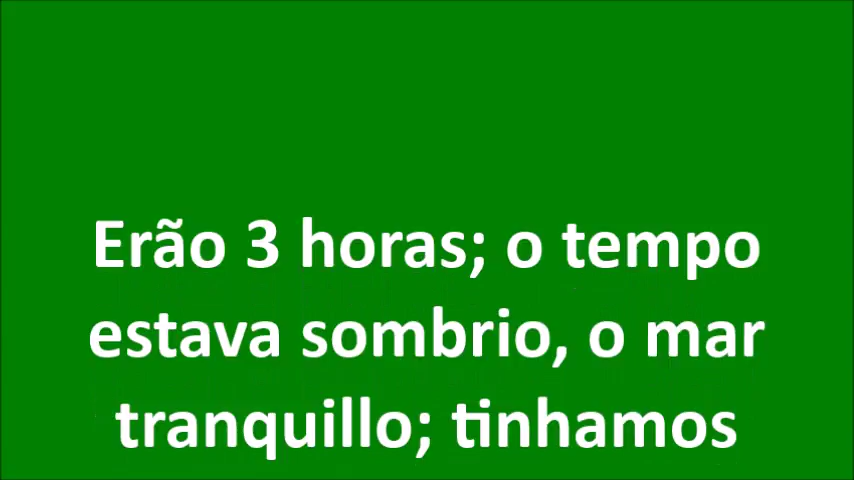 Erão 3 horas; o tempo
estava sombrio, o mar
tranquillo; tinhamos